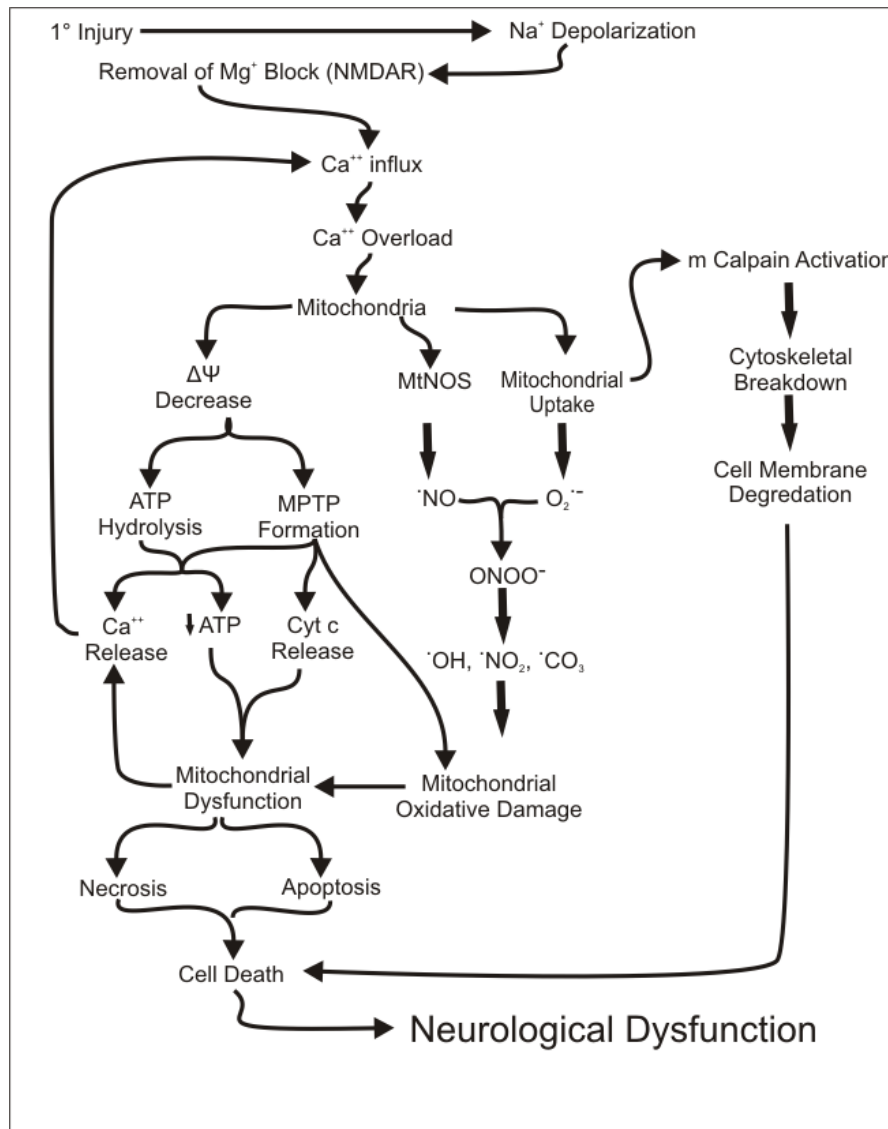 1° Injury
Na⁺ Depolarization
Removal of Mg⁺ Block (NMDAR)
Ca⁺⁺ influx
Ca⁺⁺ Overload
m Calpain Activation
Mitochondria
ΔΨ
Decrease
MtNOS
Mitochondrial
Uptake
Cytoskeletal
Breakdown
ATP
Hydrolysis
MPTP
Formation
˙NO
O₂˙⁻
Cell Membrane
Degredation
ONOO⁻
Ca⁺⁺
Release
ATP
Cyt c
Release
˙OH, ˙NO₂, ˙CO₃
Mitochondrial
Dysfunction
Mitochondrial
Oxidative Damage
Necrosis
Apoptosis
Cell Death
Neurological Dysfunction